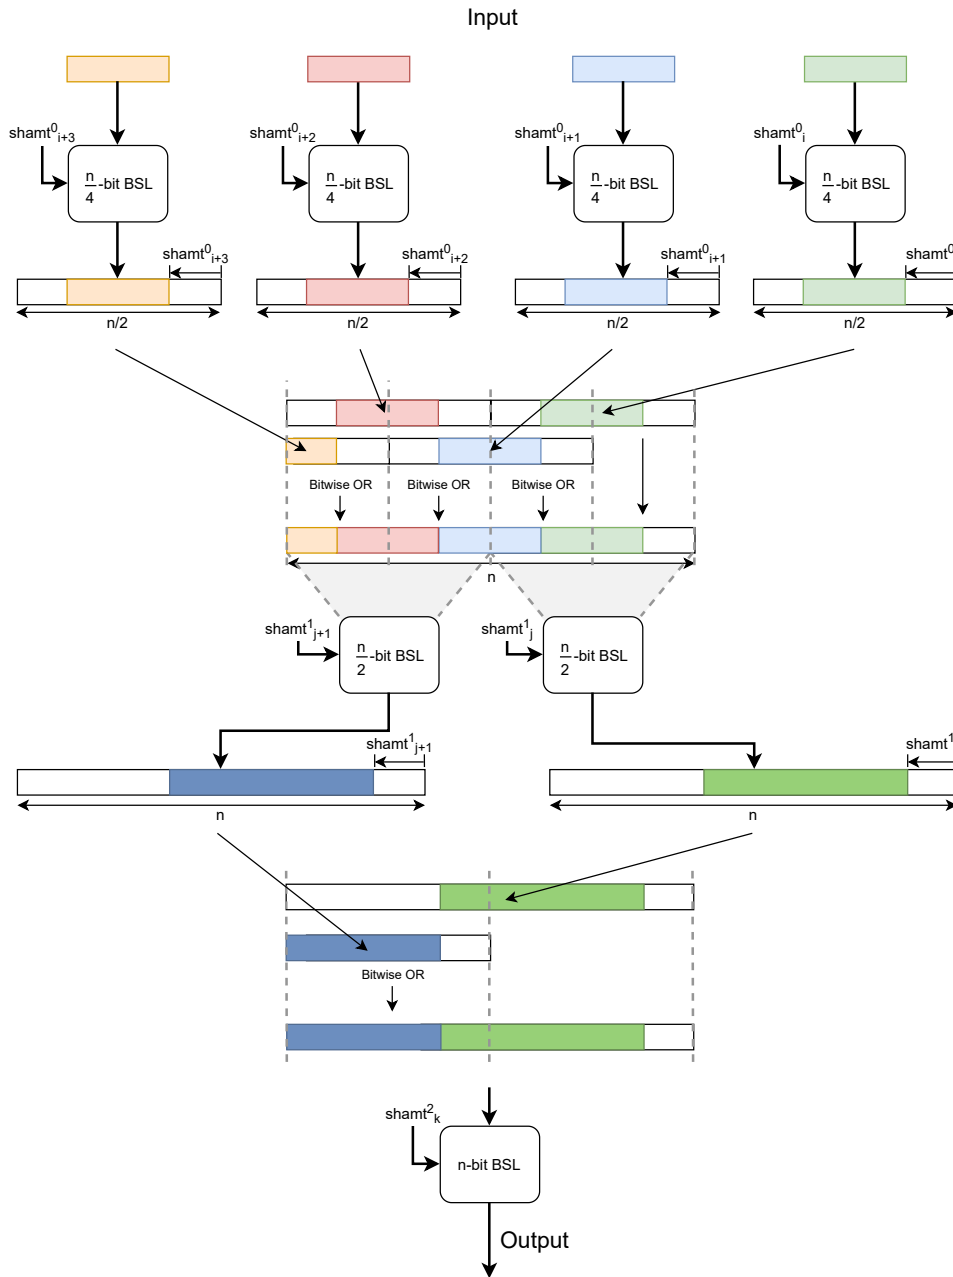 Input
shamt⁰ᵢ₊₃
shamt⁰ᵢ₊₂
shamt⁰ᵢ₊₁
shamt⁰ᵢ
n/4-bit BSL
n/4-bit BSL
n/4-bit BSL
n/4-bit BSL
shamt⁰ᵢ₊₃
shamt⁰ᵢ₊₂
shamt⁰ᵢ₊₁
shamt⁰
n/2
n/2
n/2
n/2
Bitwise OR
Bitwise OR
Bitwise OR
n
shamt¹ⱼ₊₁
shamt¹ⱼ
n/2-bit BSL
n/2-bit BSL
shamt¹ⱼ₊₁
shamt¹
n
n
Bitwise OR
shamt²ₖ
n-bit BSL
Output